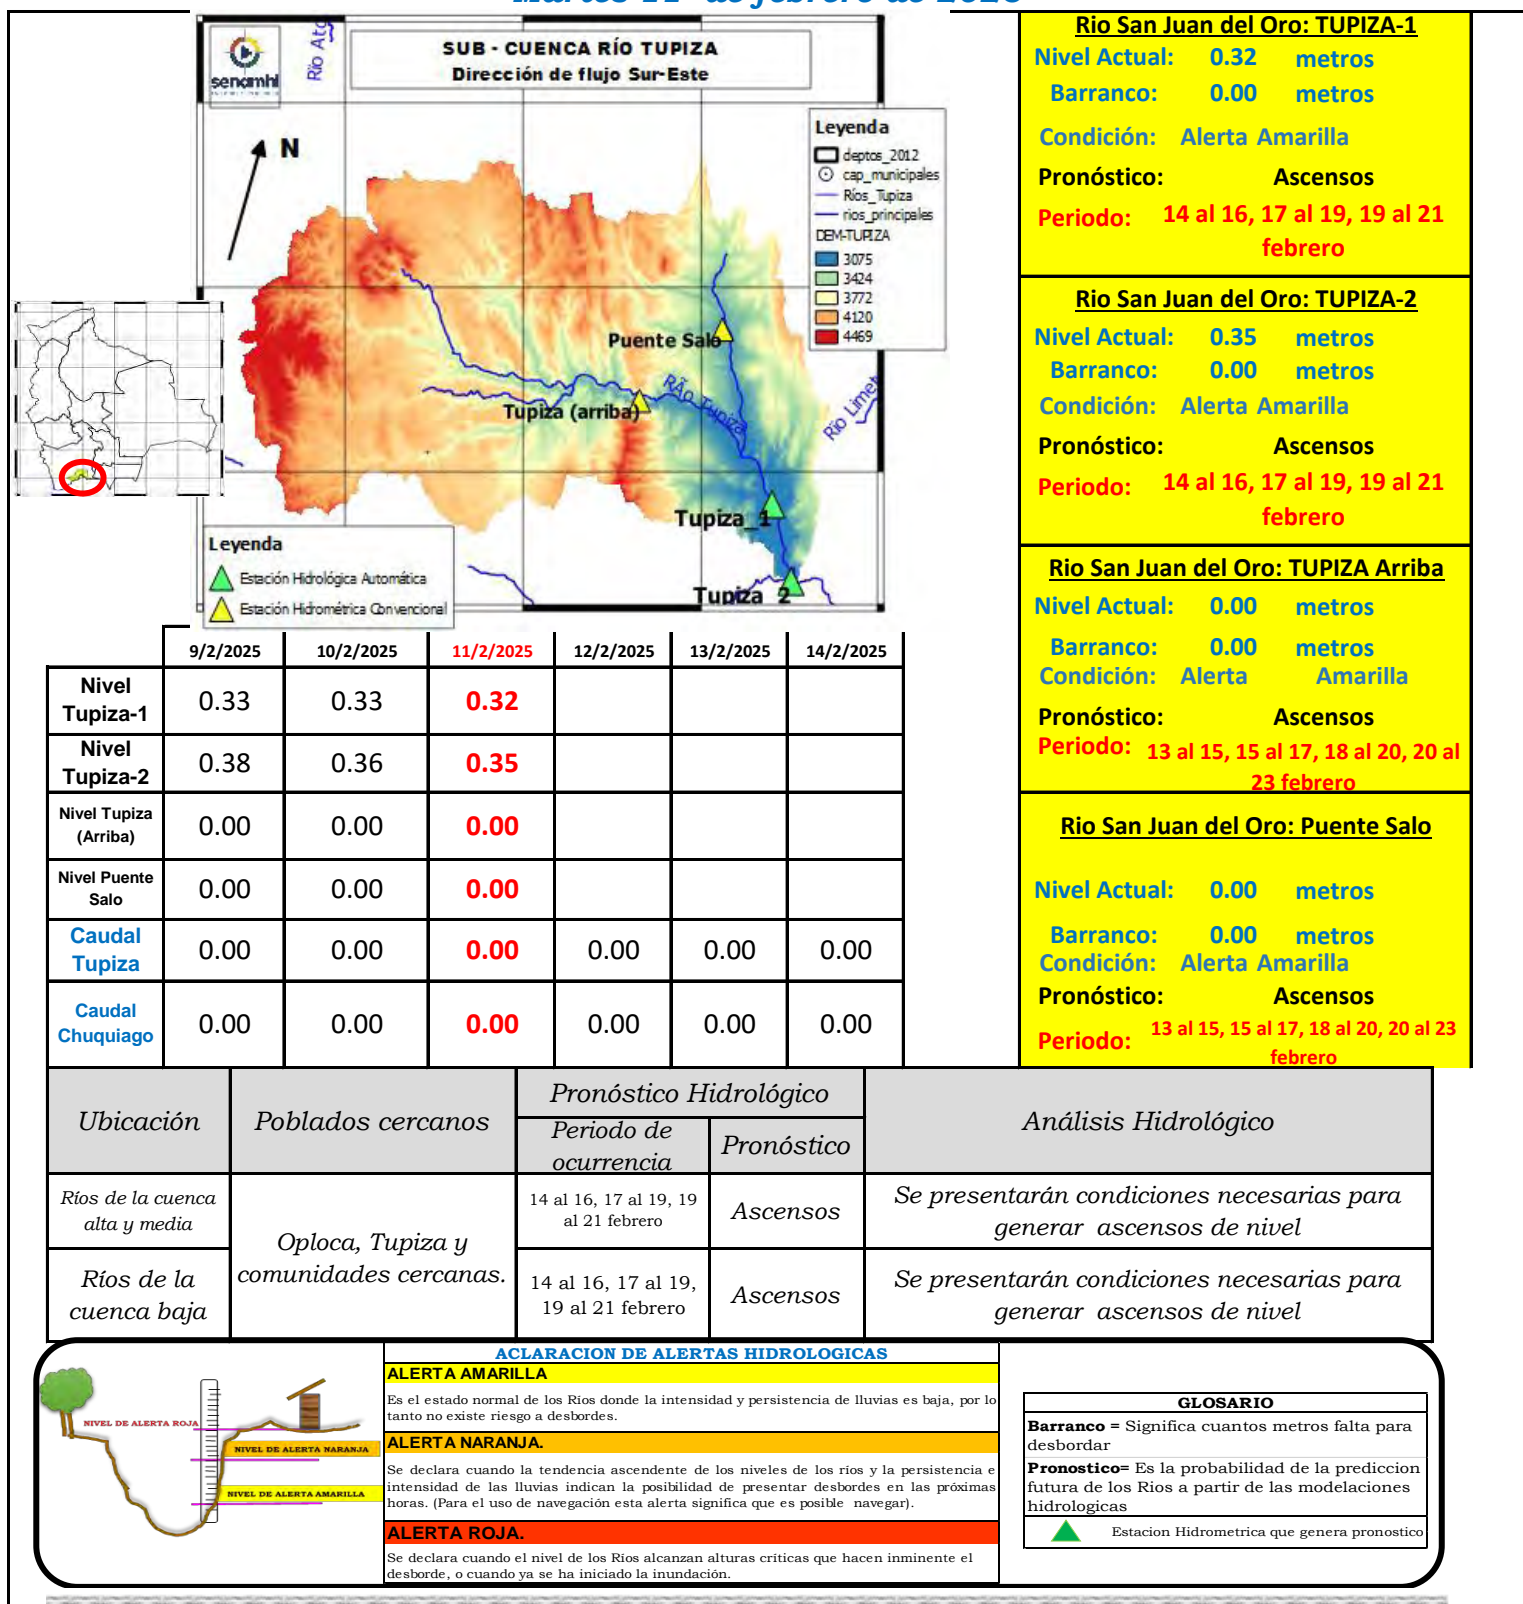 Martes 11 de febrero de 2025
senamhi
Río Ato
SUB - CUENCA RÍO TUPIZA
Dirección de flujo Sur-Este
N
Leyenda
deptos_2012
cap_municipales
Ríos_Tupiza
rios_principales
DEM-TUPIZA
3075
3424
3772
4120
4469
Puente Salo
Tupiza (arriba)
RÃo Tupiza
Río Limet
Tupiza_1
Tupiza_2
Leyenda
Estación Hidrológica Automática
Estación Hidrométrica Convencional
Rio San Juan del Oro: TUPIZA-1
Nivel Actual: 0.32 metros
Barranco: 0.00 metros
Condición: Alerta Amarilla
Pronóstico: Ascensos
Periodo: 14 al 16, 17 al 19, 19 al 21
febrero
Rio San Juan del Oro: TUPIZA-2
Nivel Actual: 0.35 metros
Barranco: 0.00 metros
Condición: Alerta Amarilla
Pronóstico: Ascensos
Periodo: 14 al 16, 17 al 19, 19 al 21
febrero
Rio San Juan del Oro: TUPIZA Arriba
Nivel Actual: 0.00 metros
Barranco: 0.00 metros
Condición: Alerta Amarilla
Pronóstico: Ascensos
Periodo: 13 al 15, 15 al 17, 18 al 20, 20 al
23 febrero
Rio San Juan del Oro: Puente Salo
Nivel Actual: 0.00 metros
Barranco: 0.00 metros
Condición: Alerta Amarilla
Pronóstico: Ascensos
Periodo: 13 al 15, 15 al 17, 18 al 20, 20 al 23
febrero
9/2/2025 10/2/2025 11/2/2025 12/2/2025 13/2/2025 14/2/2025
Nivel
Tupiza-1 0.33 0.33 0.32
Nivel
Tupiza-2 0.38 0.36 0.35
Nivel Tupiza
(Arriba) 0.00 0.00 0.00
Nivel Puente
Salo 0.00 0.00 0.00
Caudal
Tupiza 0.00 0.00 0.00 0.00 0.00 0.00
Caudal
Chuquiago 0.00 0.00 0.00 0.00 0.00 0.00
Ubicación Poblados cercanos Pronóstico Hidrológico Análisis Hidrológico
Periodo de
ocurrencia Pronóstico
Ríos de la cuenca
alta y media
Oploca, Tupiza y
comunidades cercanas.
14 al 16, 17 al 19, 19
al 21 febrero
Ascensos
Se presentarán condiciones necesarias para
generar ascensos de nivel
Ríos de la
cuenca baja
14 al 16, 17 al 19,
19 al 21 febrero
Ascensos
Se presentarán condiciones necesarias para
generar ascensos de nivel
NIVEL DE ALERTA ROJA
NIVEL DE ALERTA NARANJA
NIVEL DE ALERTA AMARILLA
ACLARACION DE ALERTAS HIDROLOGICAS
ALERTA AMARILLA
Es el estado normal de los Rios donde la intensidad y persistencia de lluvias es baja, por lo
tanto no existe riesgo a desbordes.
ALERTA NARANJA.
Se declara cuando la tendencia ascendente de los niveles de los ríos y la persistencia e
intensidad de las lluvias indican la posibilidad de presentar desbordes en las próximas
horas. (Para el uso de navegación esta alerta significa que es posible navegar).
ALERTA ROJA.
Se declara cuando el nivel de los Ríos alcanzan alturas críticas que hacen inminente el
desborde, o cuando ya se ha iniciado la inundación.
GLOSARIO
Barranco = Significa cuantos metros falta para
desbordar
Pronostico= Es la probabilidad de la prediccion
futura de los Rios a partir de las modelaciones
hidrologicas
Estacion Hidrometrica que genera pronostico